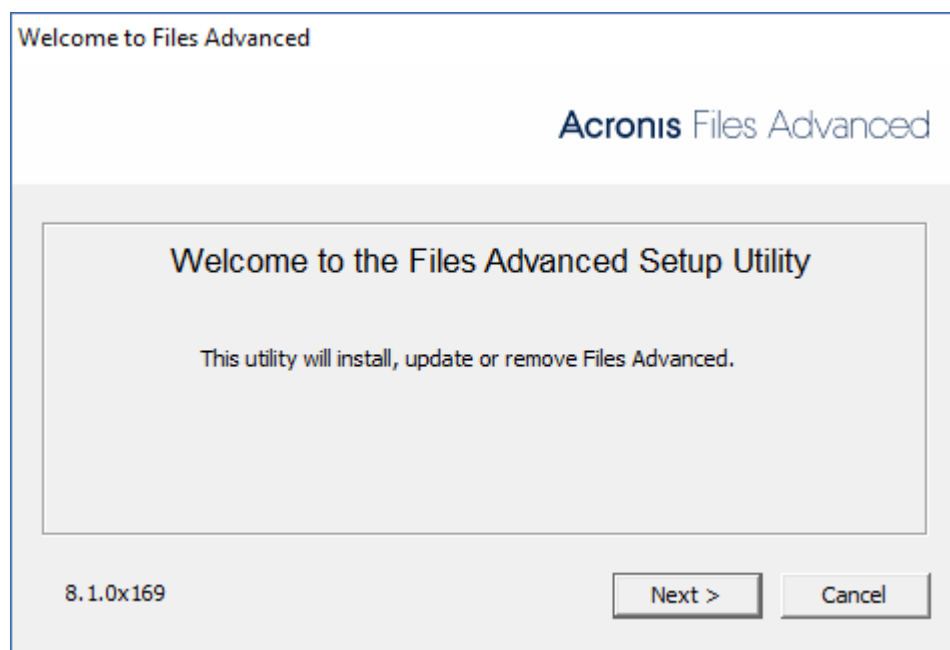 Welcome to Files Advanced
Acronis Files Advanced
Welcome to the Files Advanced Setup Utility
This utility will install, update or remove Files Advanced.
8.1.0x169
Next >
Cancel